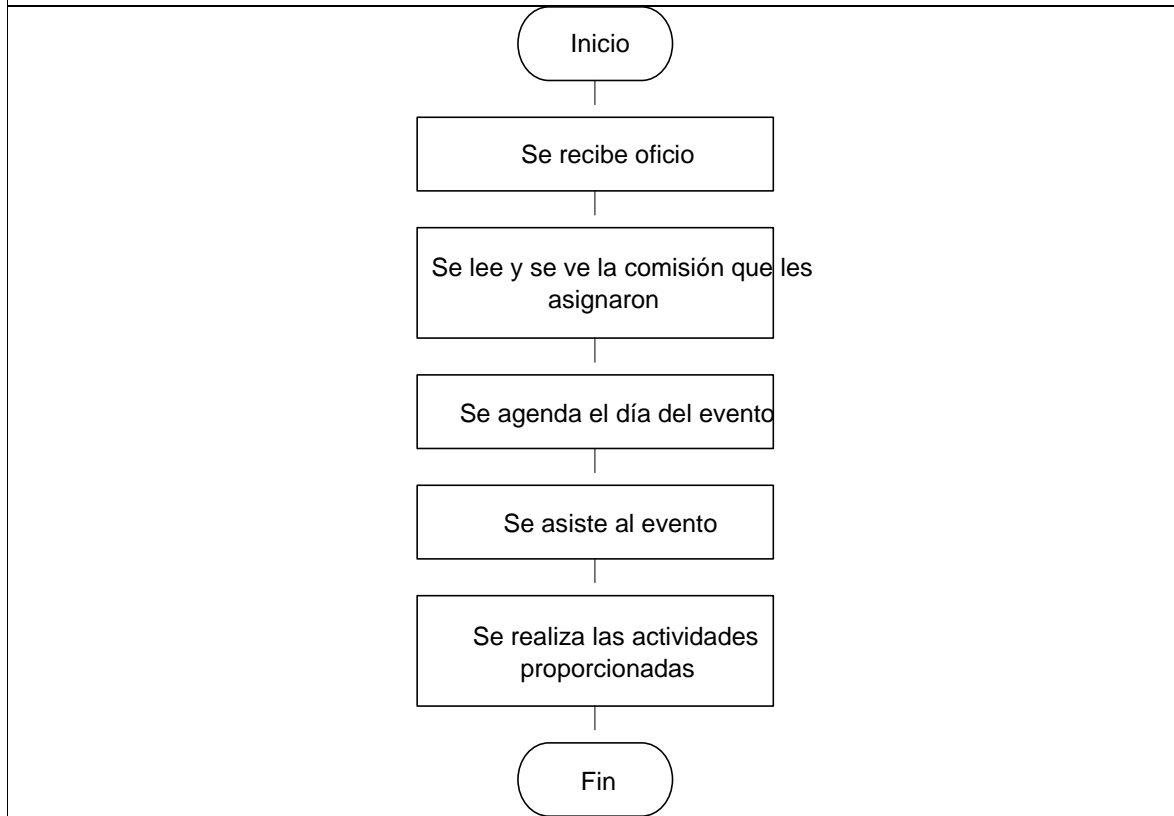 Inicio
Se recibe oficio
Se lee y se ve la comisión que les
asignaron
Se agenda el día del evento
Se asiste al evento
Se realiza las actividades
proporcionadas
Fin